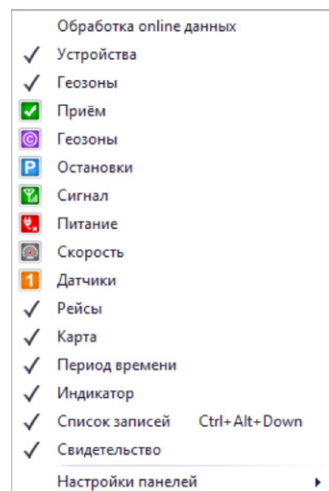 Обработка online данных
Устройства
Геозоны
Приём
© Геозоны
P Остановки
Сигнал
Питание
Скорость
1 Датчики
Рейсы
Карта
Период времени
Индикатор
Список записей Ctrl+Alt+Down
Свидетельство
Настройки панелей